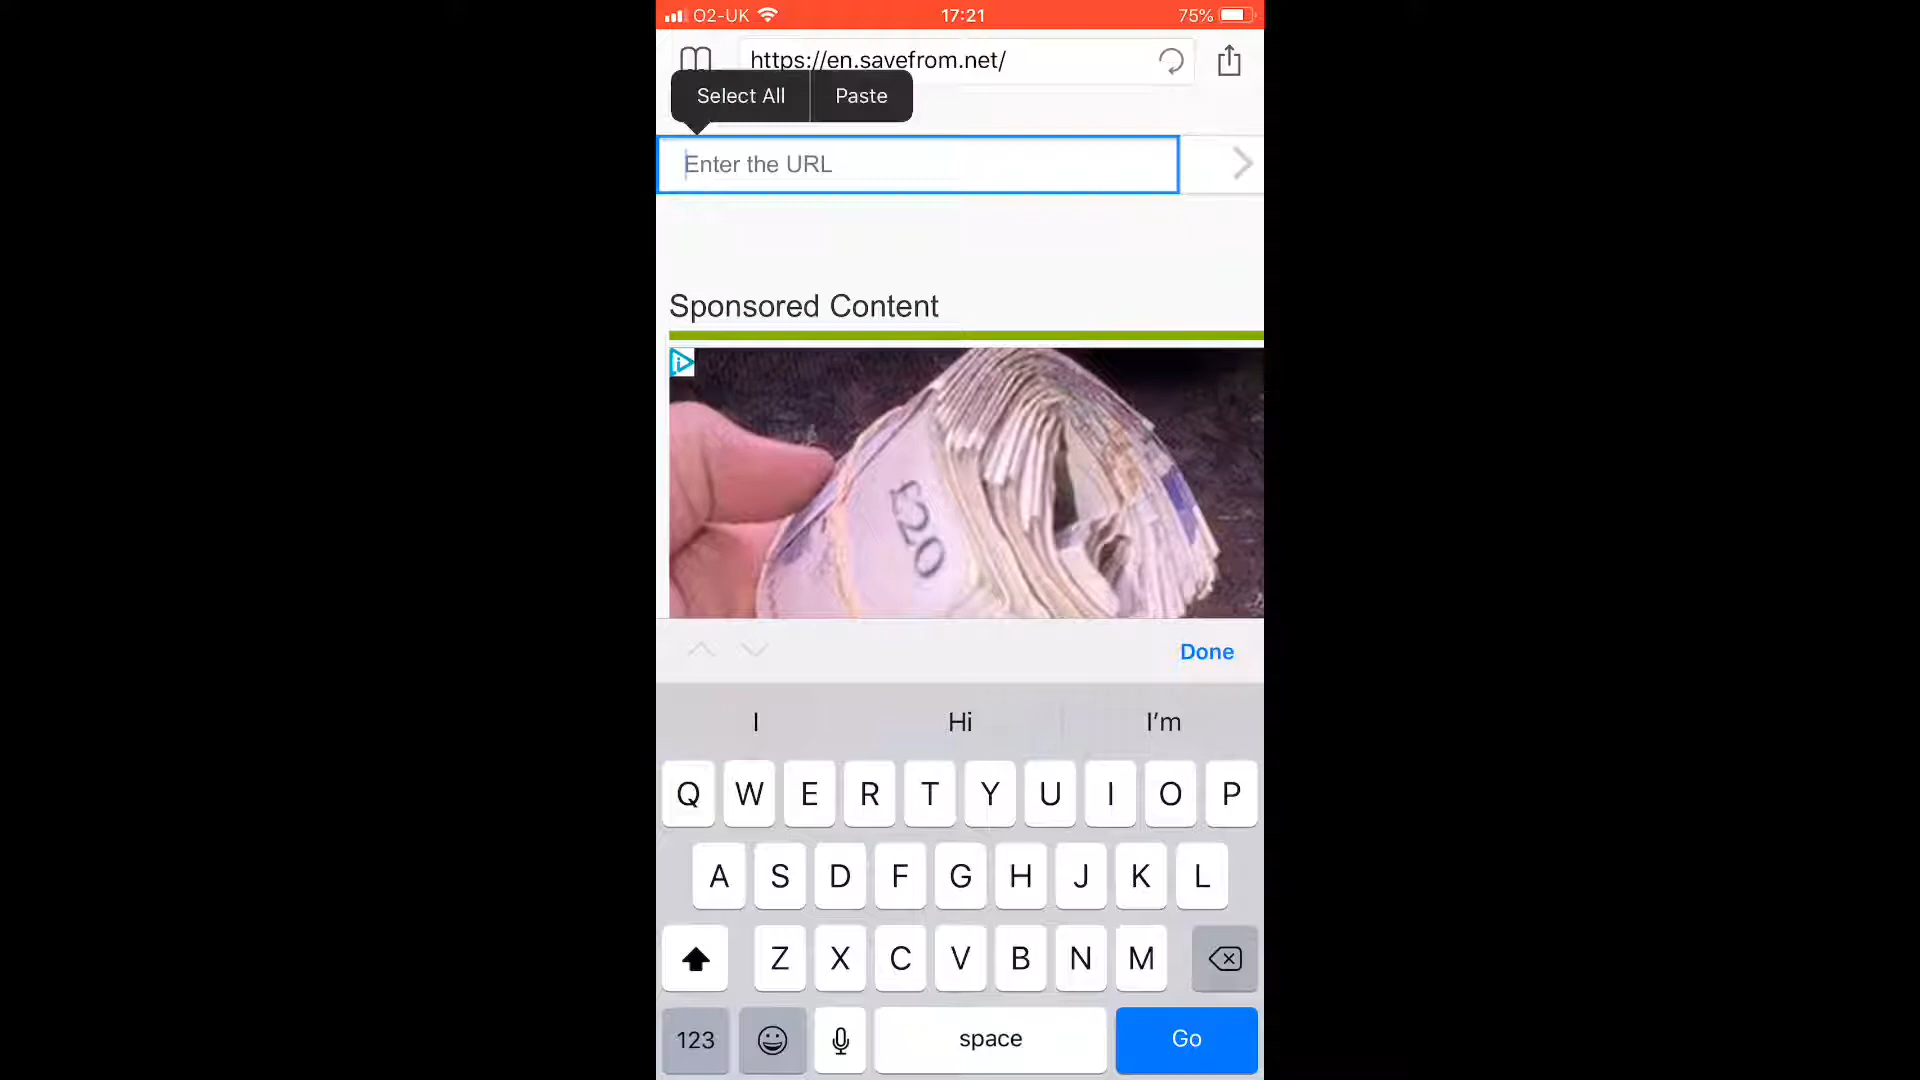 O2-UK 17:21 75%
https://en.savefrom.net/
Select All Paste
Enter the URL
Sponsored Content
£20
Done
I Hi I’m
Q W E R T Y U I O P
A S D F G H J K L
Z X C V B N M
123 space Go